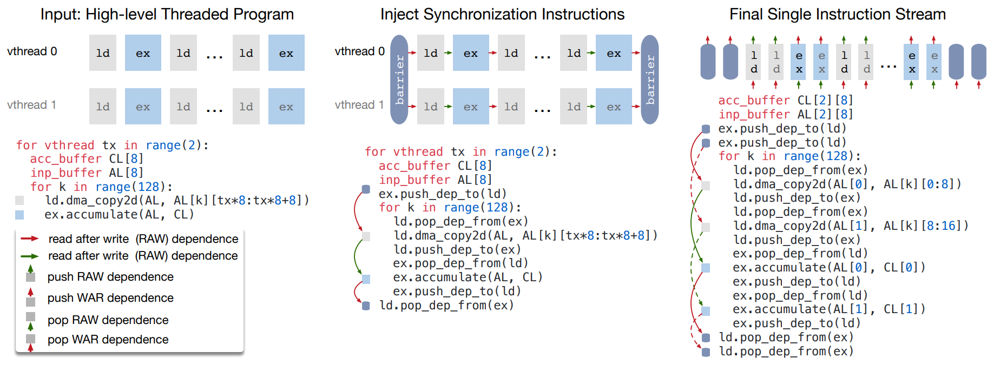 Input: High-level Threaded Program
vthread 0
ld ex ld ... ld ex
vthread 1
ld ex ld ... ld ex
for vthread tx in range(2):
acc_buffer CL[8]
inp_buffer AL[8]
for k in range(128):
ld.dma_copy2d(AL, AL[k][tx*8:tx*8+8])
ex.accumulate(AL, CL)
read after write (RAW) dependence
read after write (RAW) dependence
push RAW dependence
push WAR dependence
pop RAW dependence
pop WAR dependence
Inject Synchronization Instructions
vthread 0
barrier
ld ex ld ... ld ex
barrier
vthread 1
ld ex ld ... ld ex
for vthread tx in range(2):
acc_buffer CL[8]
inp_buffer AL[8]
ex.push_dep_to(ld)
for k in range(128):
ld.pop_dep_from(ex)
ld.dma_copy2d(AL, AL[k][tx*8:tx*8+8])
ld.push_dep_to(ex)
ex.pop_dep_from(ld)
ex.accumulate(AL, CL)
ex.push_dep_to(ld)
ld.pop_dep_from(ex)
Final Single Instruction Stream
ld ld ex ex ld ld ... ex ex
acc_buffer CL[2][8]
inp_buffer AL[2][8]
ex.push_dep_to(ld)
ex.push_dep_to(ld)
for k in range(128):
ld.pop_dep_from(ex)
ld.dma_copy2d(AL[0], AL[k][0:8])
ld.push_dep_to(ex)
ld.pop_dep_from(ex)
ld.dma_copy2d(AL[1], AL[k][8:16])
ld.push_dep_to(ex)
ex.pop_dep_from(ld)
ex.accumulate(AL[0], CL[0])
ex.push_dep_to(ld)
ex.pop_dep_from(ld)
ex.accumulate(AL[1], CL[1])
ex.push_dep_to(ld)
ld.pop_dep_from(ex)
ld.pop_dep_from(ex)